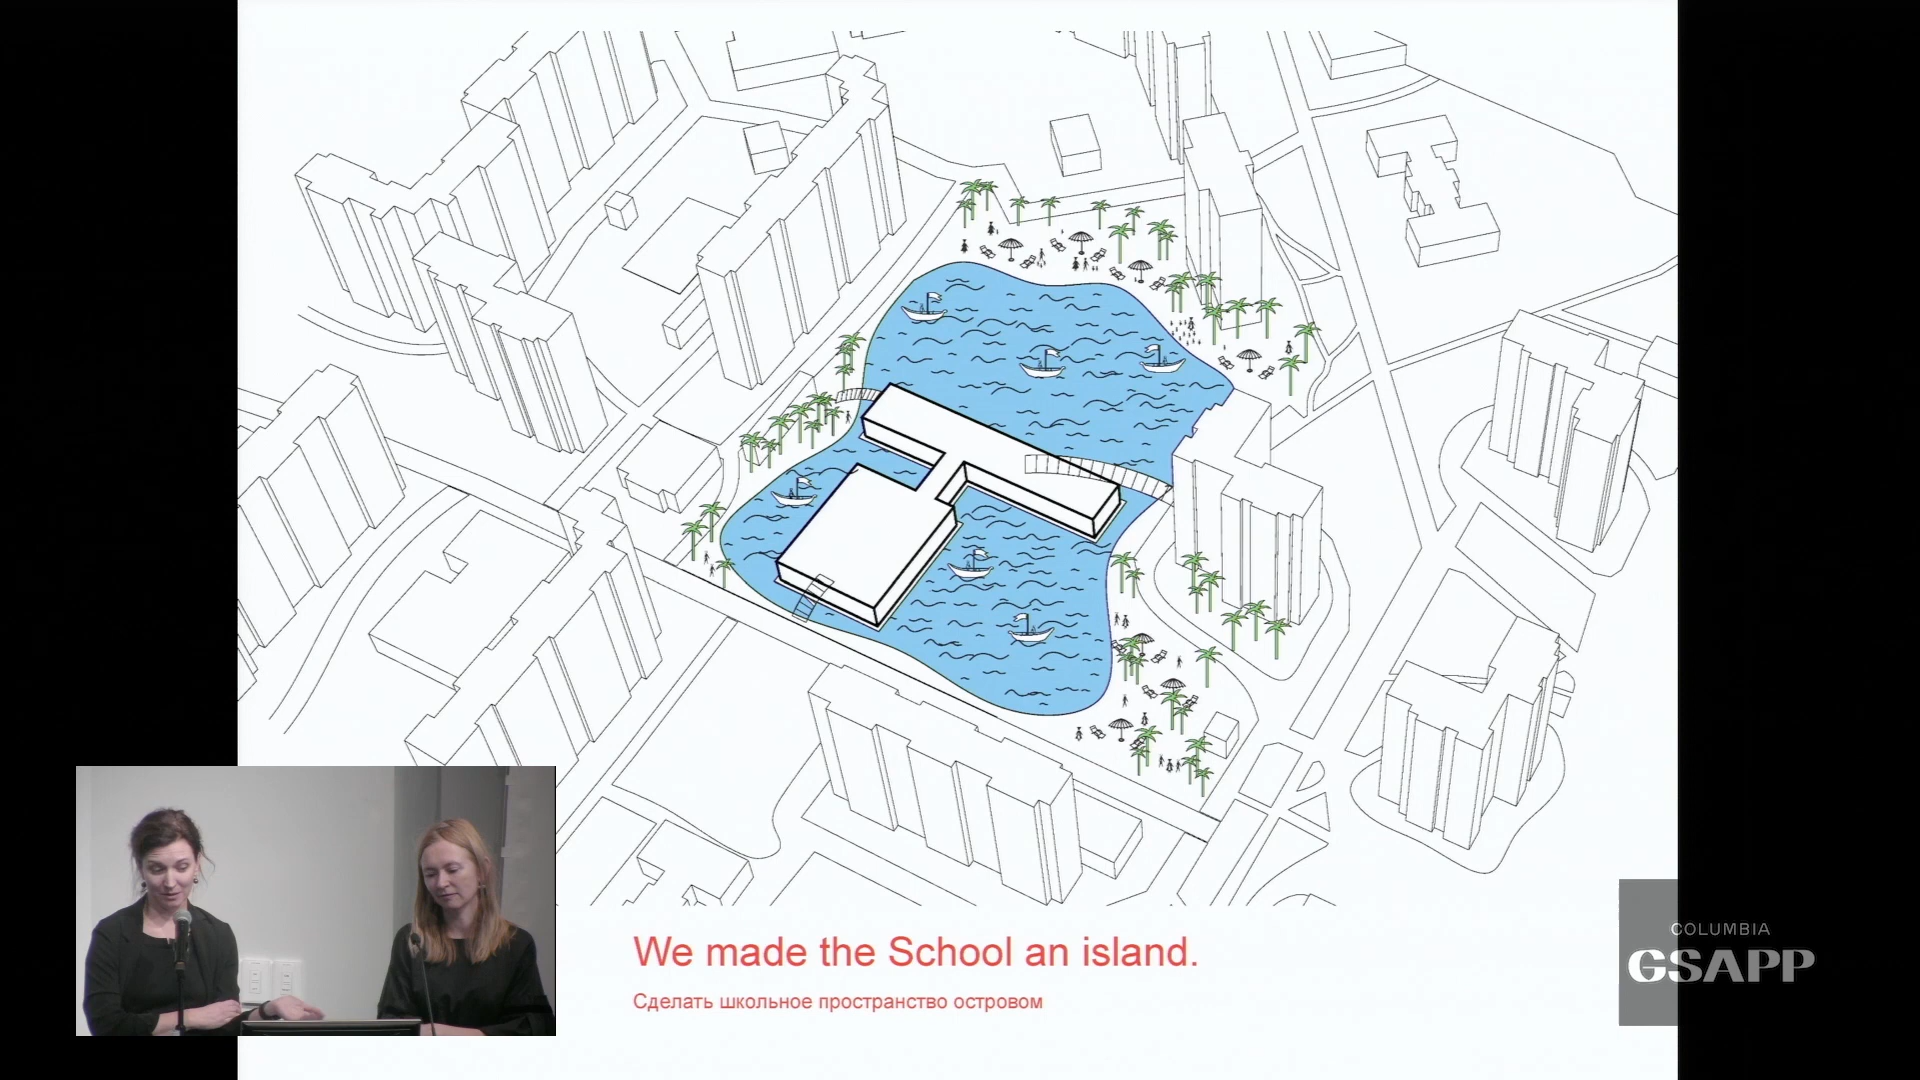 We made the School an island.
Сделать школьное пространство островом
COLUMBIA
GSAPP